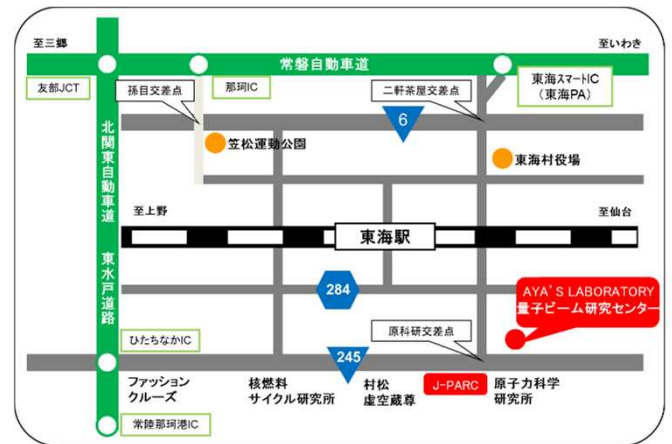 至三郷
常磐自動車道
至いわき
友部JCT
孫目交差点
那珂IC
二軒茶屋交差点
東海スマートIC
(東海PA)
6
笠松運動公園
東海村役場
北関東自動車道
東水戸道路
至上野
東海駅
至仙台
284
AYA'S LABORATORY
量子ビーム研究センター
ひたちなかIC
原科研交差点
245
ファッション
クルーズ
核燃料
サイクル研究所
村松
虚空蔵尊
J-PARC
原子力科学
研究所
常陸那珂港IC